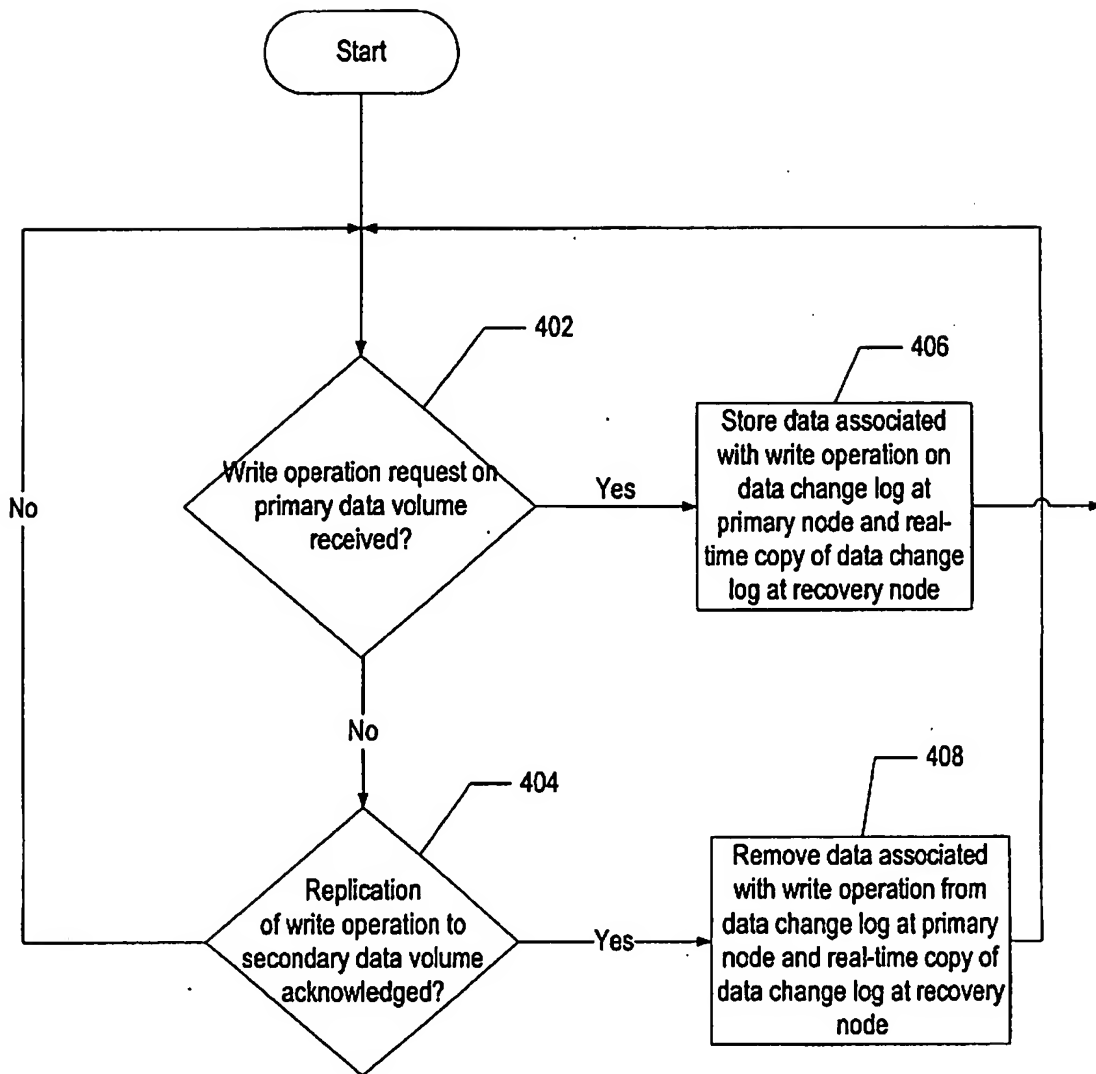 Start
402
406
Write operation request on
primary data volume
received?
Yes
Store data associated
with write operation on
data change log at
primary node and real-
time copy of data change
log at recovery node
No
No
404
408
Replication
of write operation to
secondary data volume
acknowledged?
Yes
Remove data associated
with write operation from
data change log at primary
node and real-time copy of
data change log at recovery
node